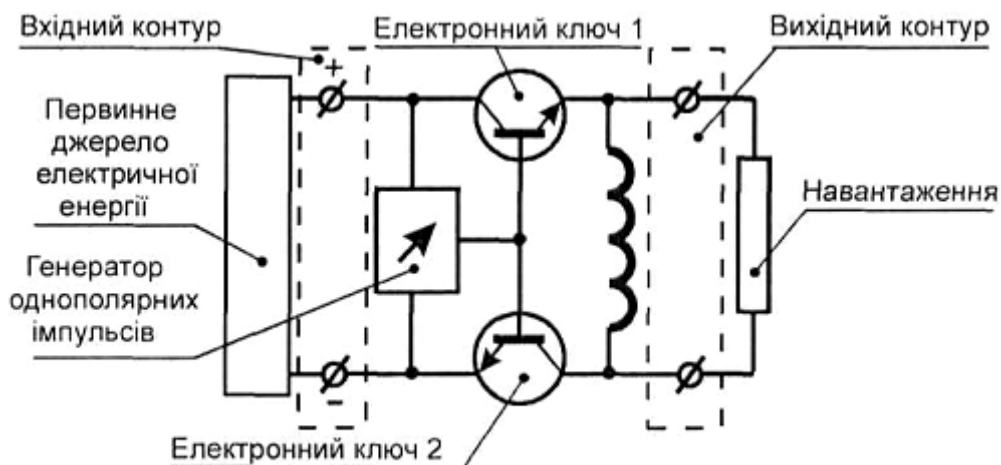 Вхідний контур
Електронний ключ 1
Вихідний контур
+
Первинне
джерело
електричної
енергії
Навантаження
Генератор
однополярних
імпульсів
-
Електронний ключ 2